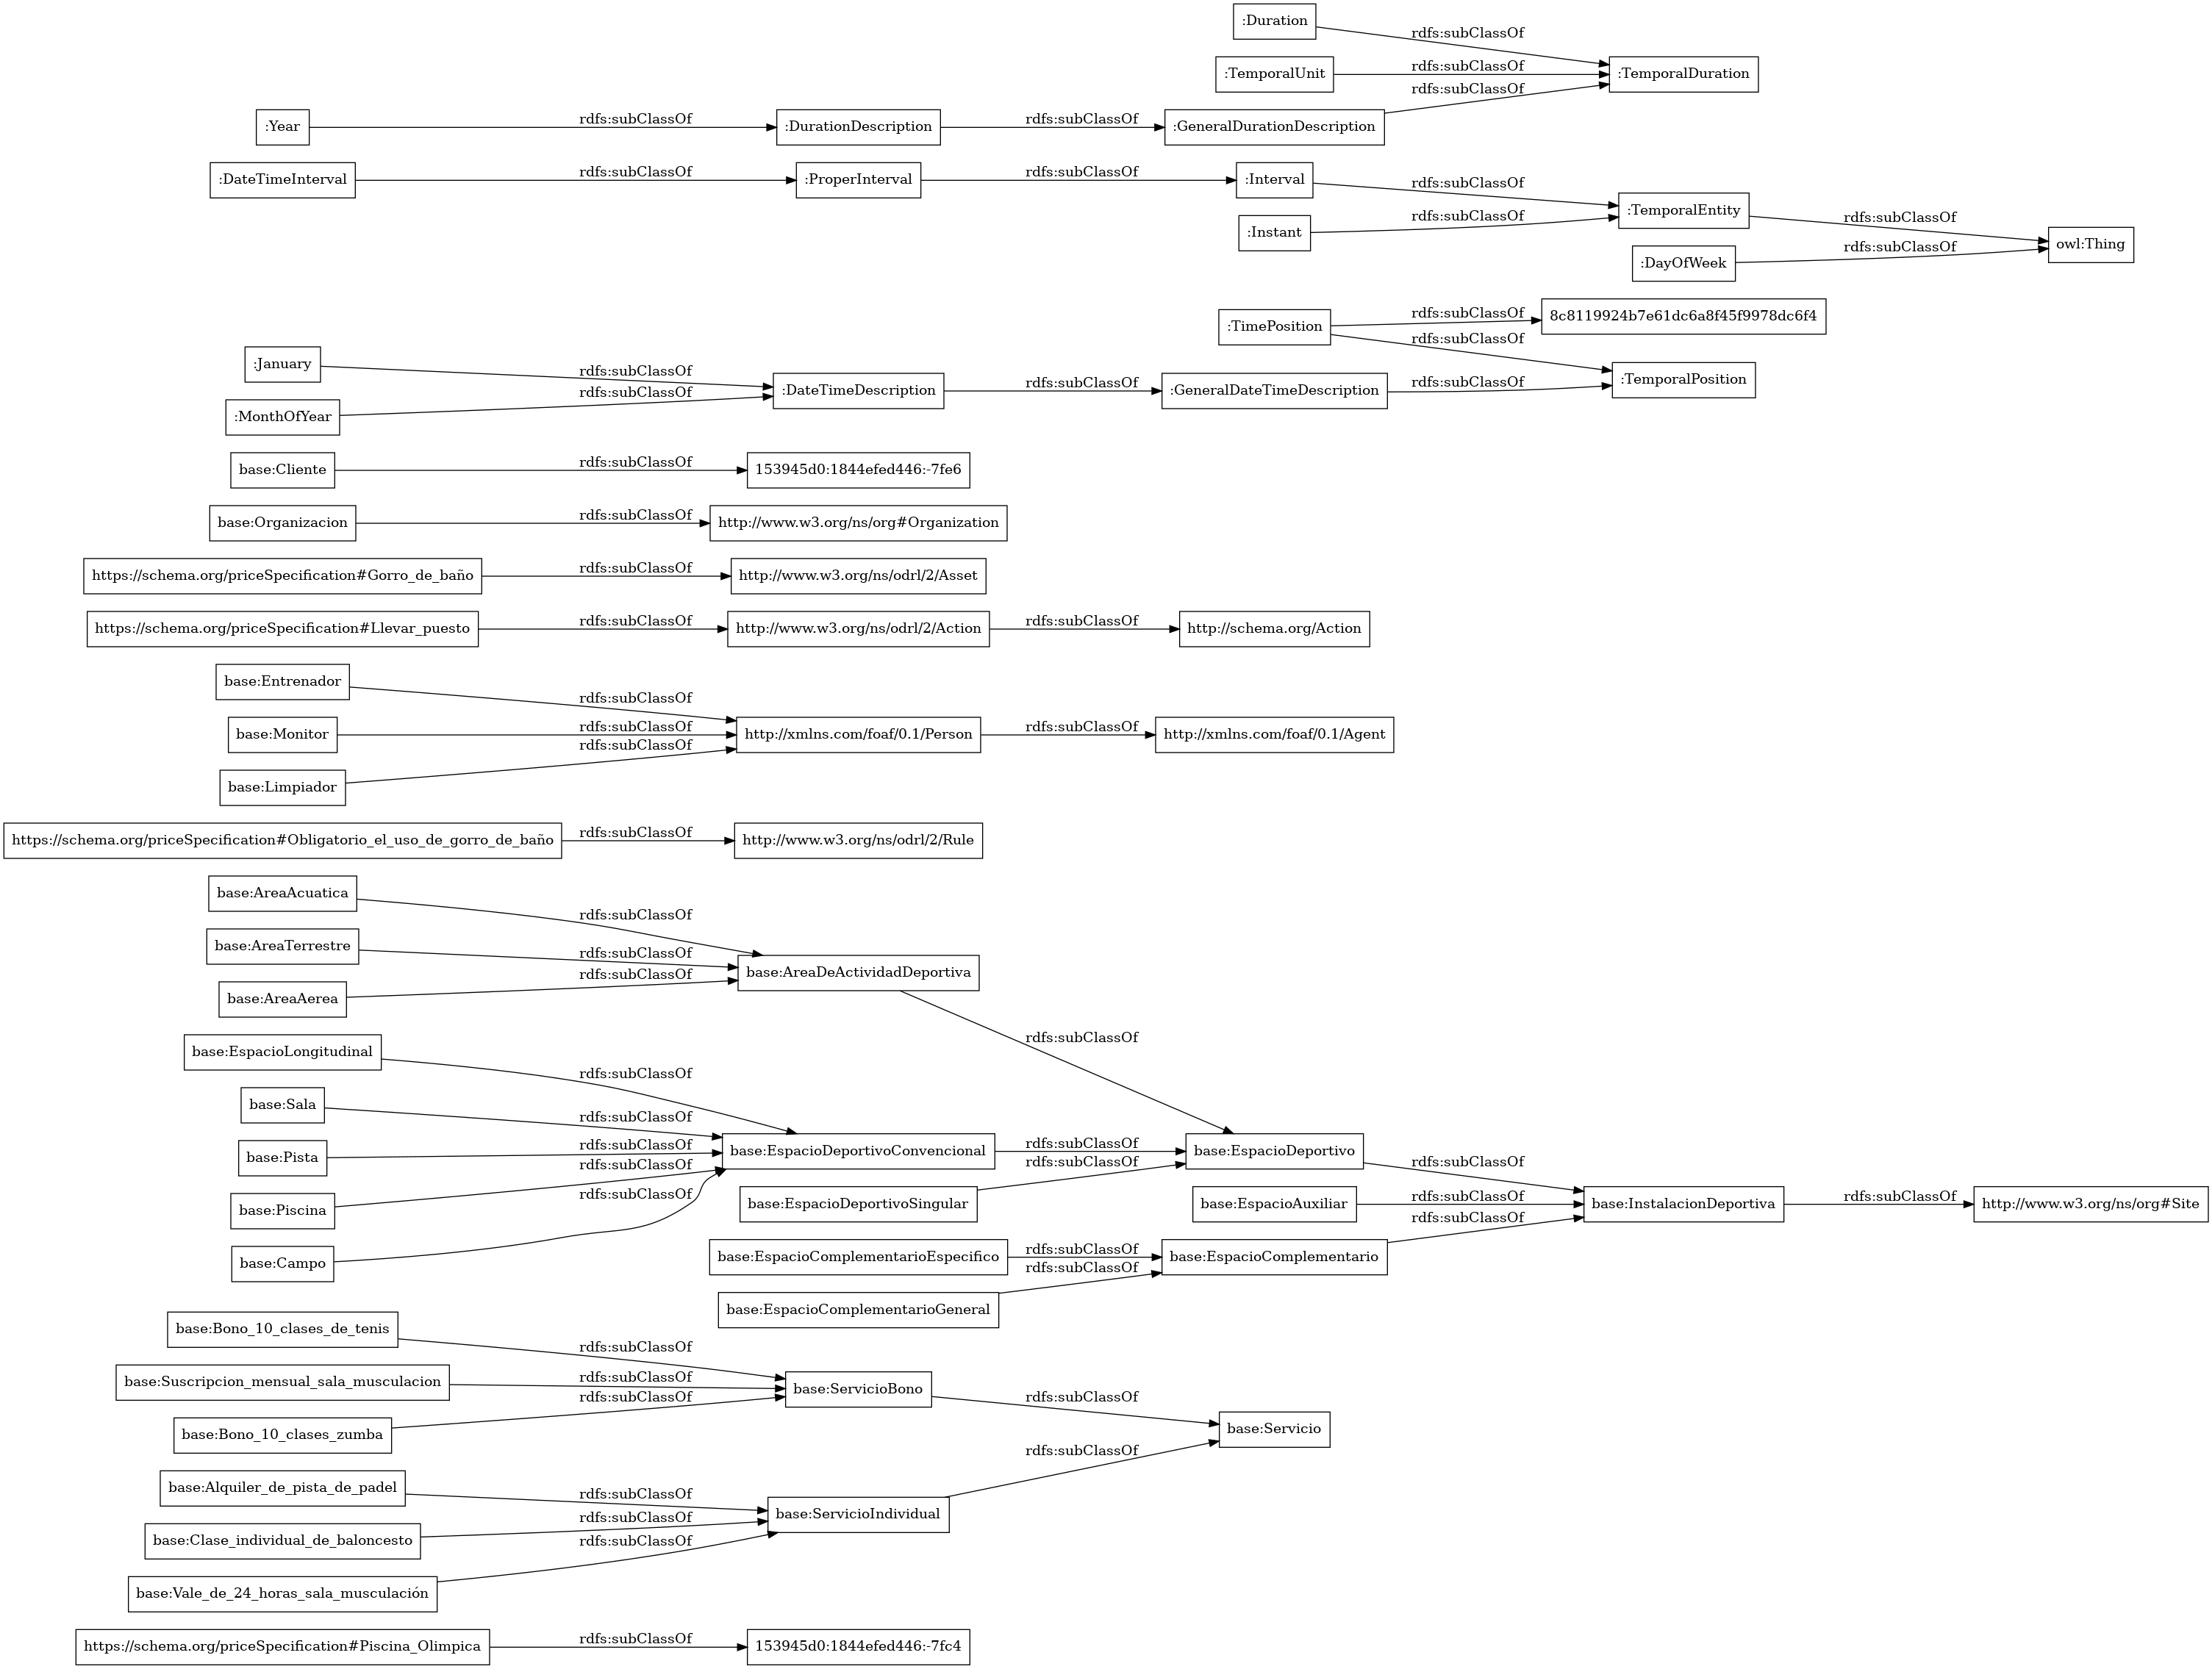 :Duration
rdfs:subClassOf
:TemporalUnit
rdfs:subClassOf
:TemporalDuration
rdfs:subClassOf
:Year
rdfs:subClassOf
:DurationDescription
rdfs:subClassOf
:GeneralDurationDescription
:DateTimeInterval
rdfs:subClassOf
:ProperInterval
rdfs:subClassOf
:Interval
rdfs:subClassOf
:TemporalEntity
rdfs:subClassOf
:Instant
rdfs:subClassOf
owl:Thing
:DayOfWeek
rdfs:subClassOf
:TimePosition
rdfs:subClassOf
8c8119924b7e61dc6a8f45f9978dc6f4
rdfs:subClassOf
:January
rdfs:subClassOf
:DateTimeDescription
rdfs:subClassOf
:GeneralDateTimeDescription
rdfs:subClassOf
:TemporalPosition
:MonthOfYear
rdfs:subClassOf
base:Cliente
rdfs:subClassOf
153945d0:1844efed446:-7fe6
base:Organizacion
rdfs:subClassOf
http://www.w3.org/ns/org#Organization
https://schema.org/priceSpecification#Gorro_de_baño
rdfs:subClassOf
http://www.w3.org/ns/odrl/2/Asset
https://schema.org/priceSpecification#Llevar_puesto
rdfs:subClassOf
http://www.w3.org/ns/odrl/2/Action
rdfs:subClassOf
http://schema.org/Action
base:Entrenador
rdfs:subClassOf
base:Monitor
rdfs:subClassOf
http://xmlns.com/foaf/0.1/Person
rdfs:subClassOf
http://xmlns.com/foaf/0.1/Agent
rdfs:subClassOf
base:Limpiador
https://schema.org/priceSpecification#Obligatorio_el_uso_de_gorro_de_baño
rdfs:subClassOf
http://www.w3.org/ns/odrl/2/Rule
base:AreaAcuatica
rdfs:subClassOf
base:AreaTerrestre
rdfs:subClassOf
base:AreaDeActividadDeportiva
rdfs:subClassOf
base:AreaAerea
rdfs:subClassOf
base:EspacioLongitudinal
rdfs:subClassOf
base:Sala
rdfs:subClassOf
base:Pista
rdfs:subClassOf
base:EspacioDeportivoConvencional
rdfs:subClassOf
base:EspacioDeportivo
rdfs:subClassOf
rdfs:subClassOf
base:Piscina
rdfs:subClassOf
base:EspacioDeportivoSingular
rdfs:subClassOf
base:EspacioAuxiliar
rdfs:subClassOf
base:InstalacionDeportiva
rdfs:subClassOf
http://www.w3.org/ns/org#Site
base:Campo
rdfs:subClassOf
base:EspacioComplementarioEspecifico
rdfs:subClassOf
base:EspacioComplementario
rdfs:subClassOf
base:EspacioComplementarioGeneral
rdfs:subClassOf
base:Bono_10_clases_de_tenis
rdfs:subClassOf
base:Suscripcion_mensual_sala_musculacion
rdfs:subClassOf
base:ServicioBono
rdfs:subClassOf
base:Bono_10_clases_zumba
rdfs:subClassOf
base:Servicio
base:Alquiler_de_pista_de_padel
rdfs:subClassOf
base:ServicioIndividual
rdfs:subClassOf
base:Clase_individual_de_baloncesto
rdfs:subClassOf
base:Vale_de_24_horas_sala_musculación
rdfs:subClassOf
https://schema.org/priceSpecification#Piscina_Olimpica
rdfs:subClassOf
153945d0:1844efed446:-7fc4